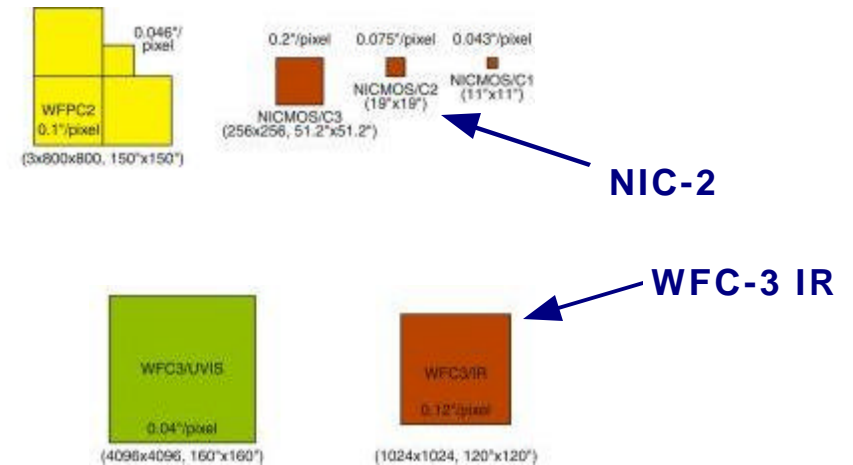 0.046"/
pixel
WFPC2
0.1"/pixel
(3x800x800, 150"x150")
0.2"/pixel
NICMOS/C3
(256x256, 51.2"x51.2")
0.075"/pixel
NICMOS/C2
(19"x19")
0.043"/pixel
NICMOS/C1
(11"x11")
NIC-2
WFC-3 IR
WFC3/UVIS
0.04"/pixel
(4096x4096, 160"x160")
WFC3/IR
0.12"/pixel
(1024x1024, 120"x120")